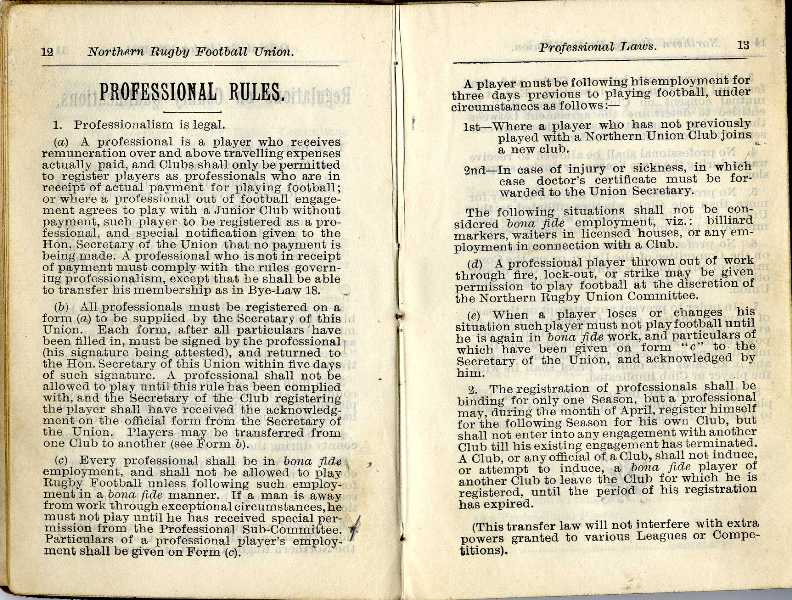 12 Northern Rugby Football Union.
PROFESSIONAL RULES.
1. Professionalism is legal.
(a) A professional is a player who receives
remuneration over and above travelling expenses
actually paid, and Clubs shall only be permitted
to register players as professionals who are in
receipt of actual payment for playing football;
or where a professional out of football engage-
ment agrees to play with a Junior Club without
payment, such player to be registered as a pro-
fessional, and special notification given to the
Hon. Secretary of the Union that no payment is
being made. A professional who is not in receipt
of payment must comply with the rules govern-
ing professionalism, except that he shall be able
to transfer his membership as in Bye-Law 18.
(b) All professionals must be registered on a
form (a) to be supplied by the Secretary of this
Union. Each form, after all particulars have
been filled in, must be signed by the professional
(his signature being attested), and returned to
the Hon. Secretary of this Union within five days
of such signature. A professional shall not be
allowed to play until this rule has been complied
with, and the Secretary of the Club registering
the player shall have received the acknowledg-
ment on the official form from the Secretary of
the Union. Players may be transferred from
one Club to another (see Form b).
(c) Every professional shall be in bona fide
employment, and shall not be allowed to play
Rugby Football unless following such employ-
ment in a bona fide manner. If a man is away
from work through exceptional circumstances, he
must not play until he has received special per-
mission from the Professional Sub-Committee.
Particulars of a professional player's employ-
ment shall be given on Form (c).
Professional Laws. 13
A player must be following his employment for
three days previous to playing football, under
circumstances as follows:—
1st—Where a player who has not previously
played with a Northern Union Club joins
a new club.
2nd—In case of injury or sickness, in which
case doctor's certificate must be for-
warded to the Union Secretary.
The following situations shall not be con-
sidered bona fide employment, viz.: billiard
markers, waiters in licensed houses, or any em-
ployment in connection with a Club.
(d) A professional player thrown out of work
through fire, lock-out, or strike may be given
permission to play football at the discretion of
the Northern Rugby Union Committee.
(e) When a player loses or changes his
situation such player must not play football until
he is again in bona fide work, and particulars of
which have been given on form "c" to the
Secretary of the Union, and acknowledged by
him.
2. The registration of professionals shall be
binding for only one Season, but a professional
may, during the month of April, register himself
for the following Season for his own Club, but
shall not enter into any engagement with another
Club till his existing engagement has terminated.
A Club, or any official of a Club, shall not induce,
or attempt to induce, a bona fide player of
another Club to leave the Club for which he is
registered, until the period of his registration
has expired.
(This transfer law will not interfere with extra
powers granted to various Leagues or Compe-
titions).